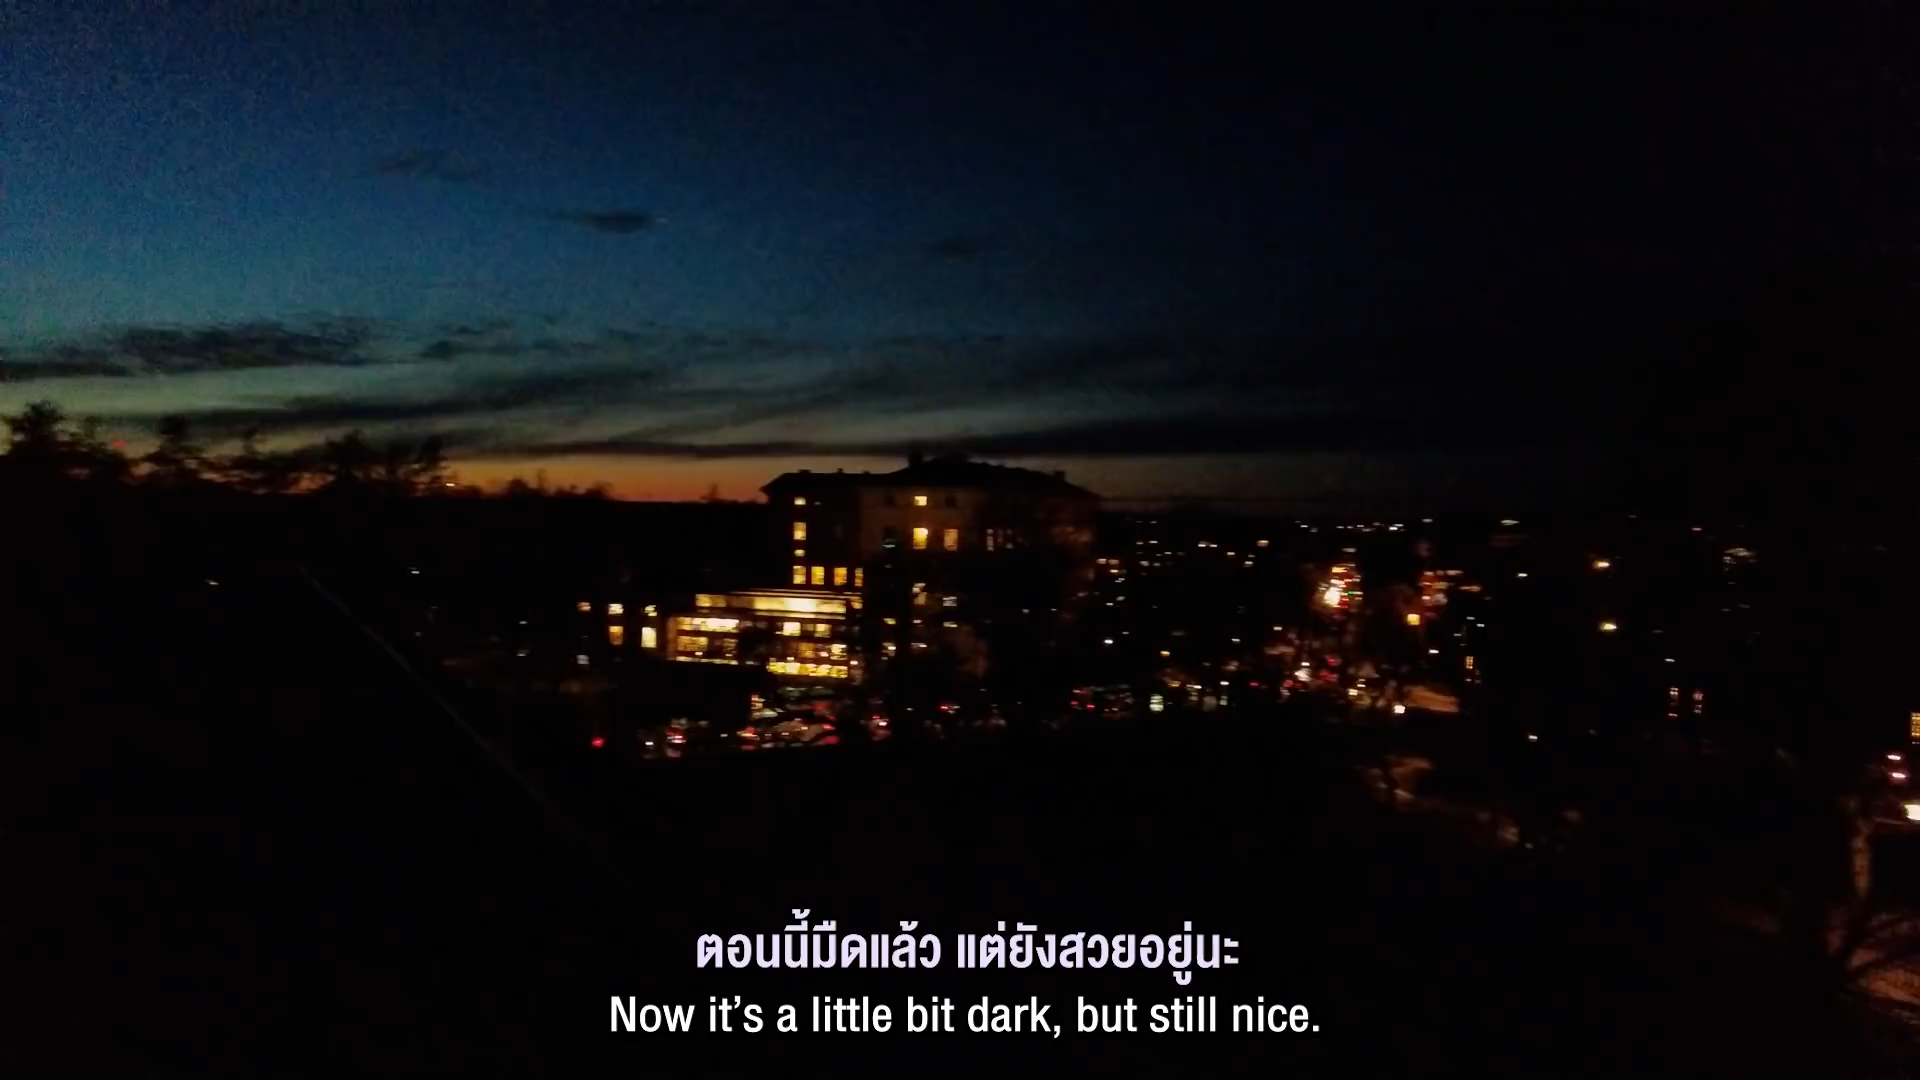 ตอนนี้มืดแล้ว แต่ยังสวยอยู่นะ
Now it’s a little bit dark, but still nice.